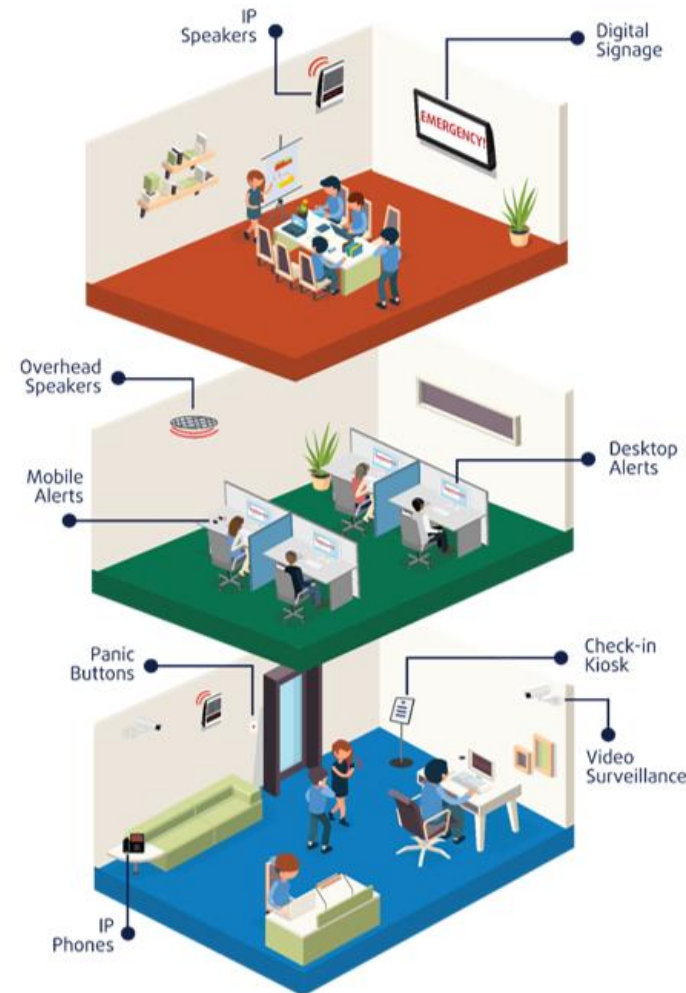 IP
Speakers
Digital
Signage
EMERGENCY!
Overhead
Speakers
Mobile
Alerts
Desktop
Alerts
Panic
Buttons
Check-in
Kiosk
Video
Surveillance
IP
Phones